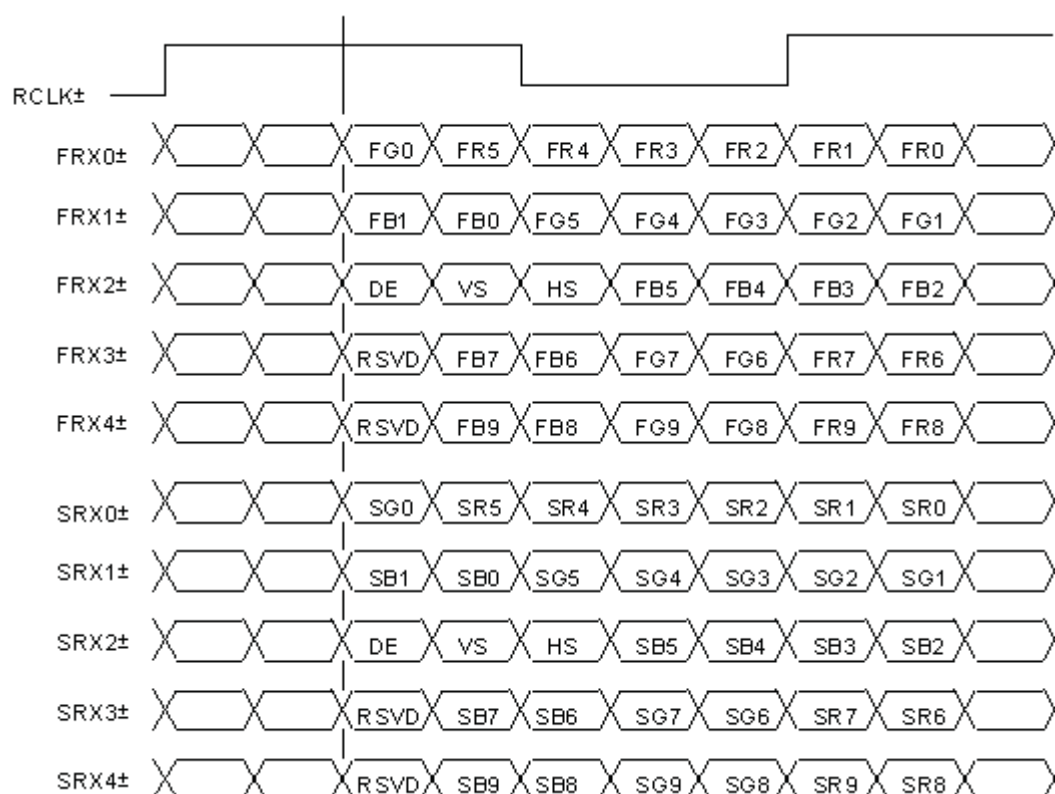 RCLK±
FRX0± FG0 FR5 FR4 FR3 FR2 FR1 FR0
FRX1± FB1 FB0 FG5 FG4 FG3 FG2 FG1
FRX2± DE VS HS FB5 FB4 FB3 FB2
FRX3± RSVD FB7 FB6 FG7 FG6 FR7 FR6
FRX4± RSVD FB9 FB8 FG9 FG8 FR9 FR8
SRX0± SG0 SR5 SR4 SR3 SR2 SR1 SR0
SRX1± SB1 SB0 SG5 SG4 SG3 SG2 SG1
SRX2± DE VS HS SB5 SB4 SB3 SB2
SRX3± RSVD SB7 SB6 SG7 SG6 SR7 SR6
SRX4± RSVD SB9 SB8 SG9 SG8 SR9 SR8